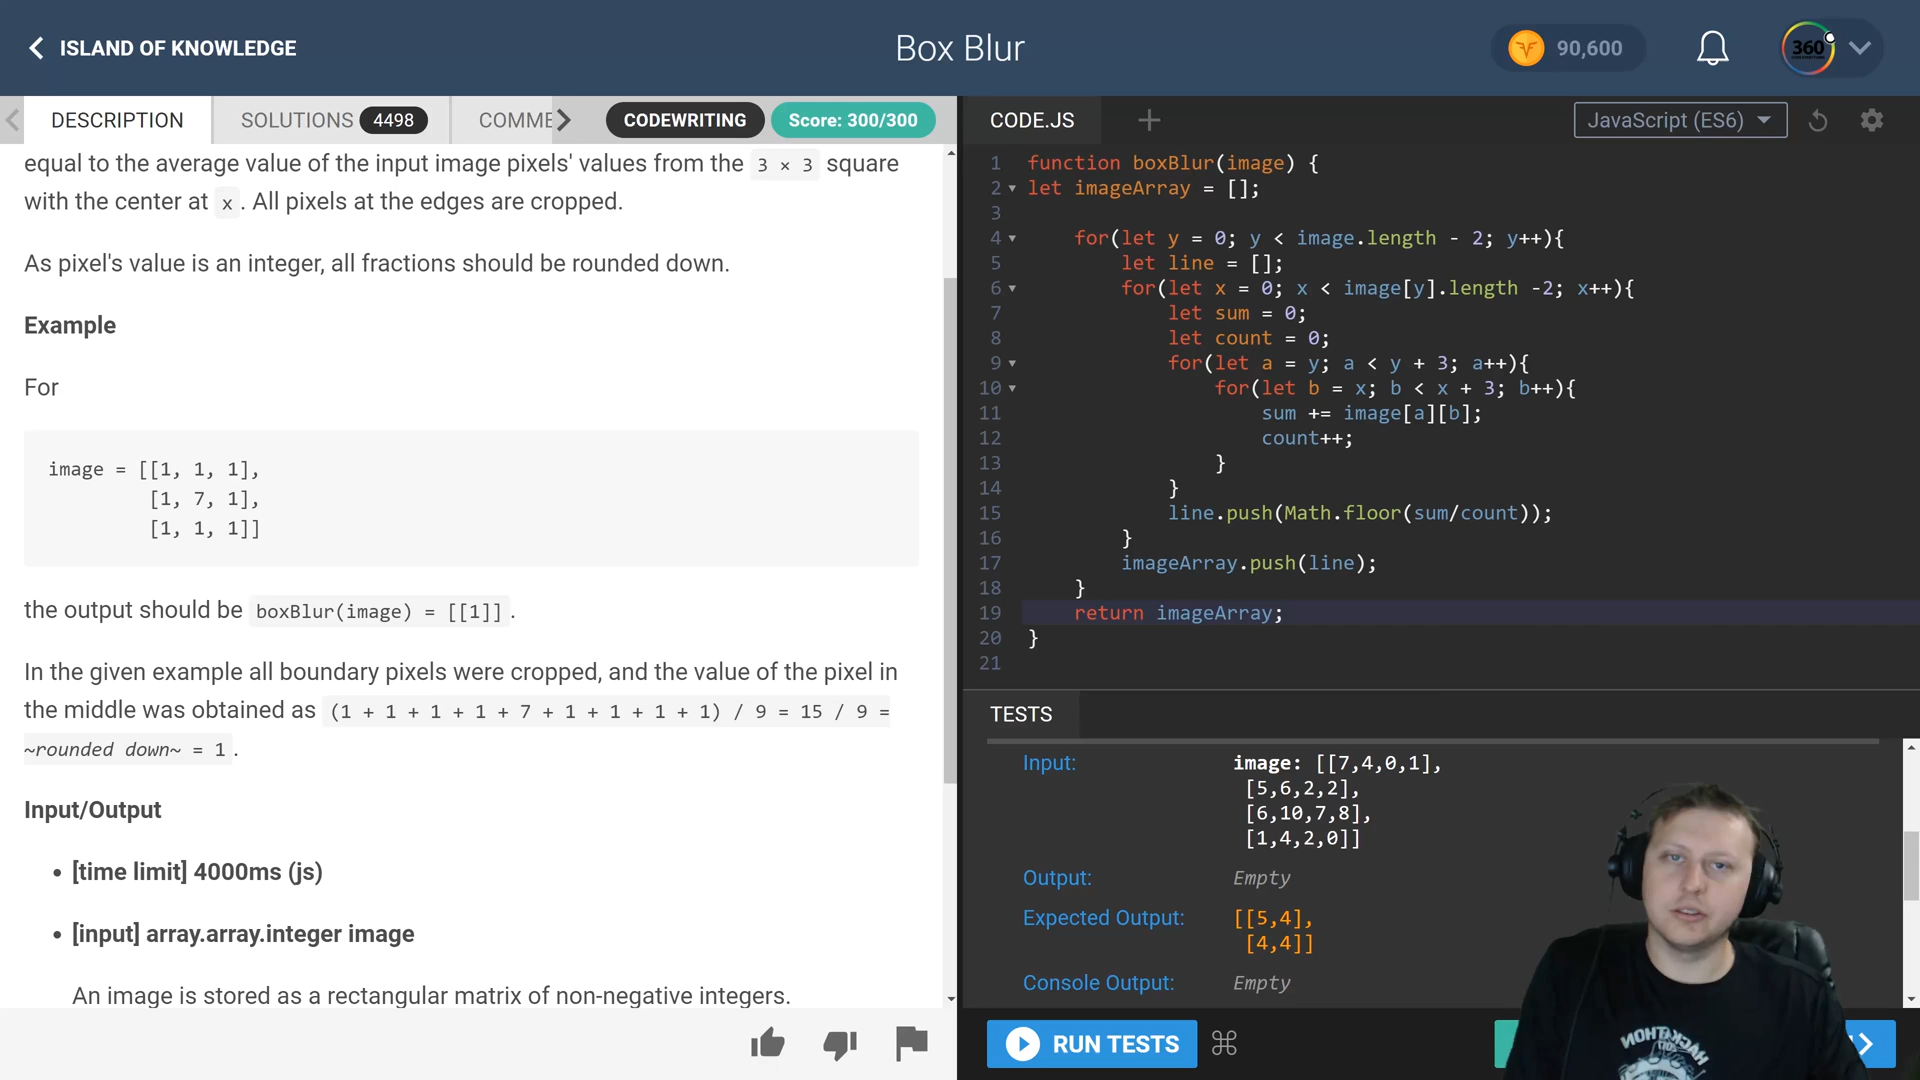 ISLAND OF KNOWLEDGE
Box Blur
90,600
360
DESCRIPTION
SOLUTIONS 4498
COMME
CODEWRITING
Score: 300/300
equal to the average value of the input image pixels' values from the 3 × 3 square
with the center at x . All pixels at the edges are cropped.
As pixel's value is an integer, all fractions should be rounded down.
Example
For
image = [[1, 1, 1],
[1, 7, 1],
[1, 1, 1]]
the output should be boxBlur(image) = [[1]] .
In the given example all boundary pixels were cropped, and the value of the pixel in
the middle was obtained as (1 + 1 + 1 + 1 + 7 + 1 + 1 + 1 + 1) / 9 = 15 / 9 =
~rounded down~ = 1 .
Input/Output
• [time limit] 4000ms (js)
• [input] array.array.integer image
An image is stored as a rectangular matrix of non-negative integers.
CODE.JS
JavaScript (ES6)
1 function boxBlur(image) {
2 let imageArray = [];
3
4 for(let y = 0; y < image.length - 2; y++){
5 let line = [];
6 for(let x = 0; x < image[y].length -2; x++){
7 let sum = 0;
8 let count = 0;
9 for(let a = y; a < y + 3; a++){
10 for(let b = x; b < x + 3; b++){
11 sum += image[a][b];
12 count++;
13 }
14 }
15 line.push(Math.floor(sum/count));
16 }
17 imageArray.push(line);
18 }
19 return imageArray;
20 }
21
TESTS
Input: image: [[7,4,0,1],
[5,6,2,2],
[6,10,7,8],
[1,4,2,0]]
Output: Empty
Expected Output: [[5,4],
[4,4]]
Console Output: Empty
RUN TESTS